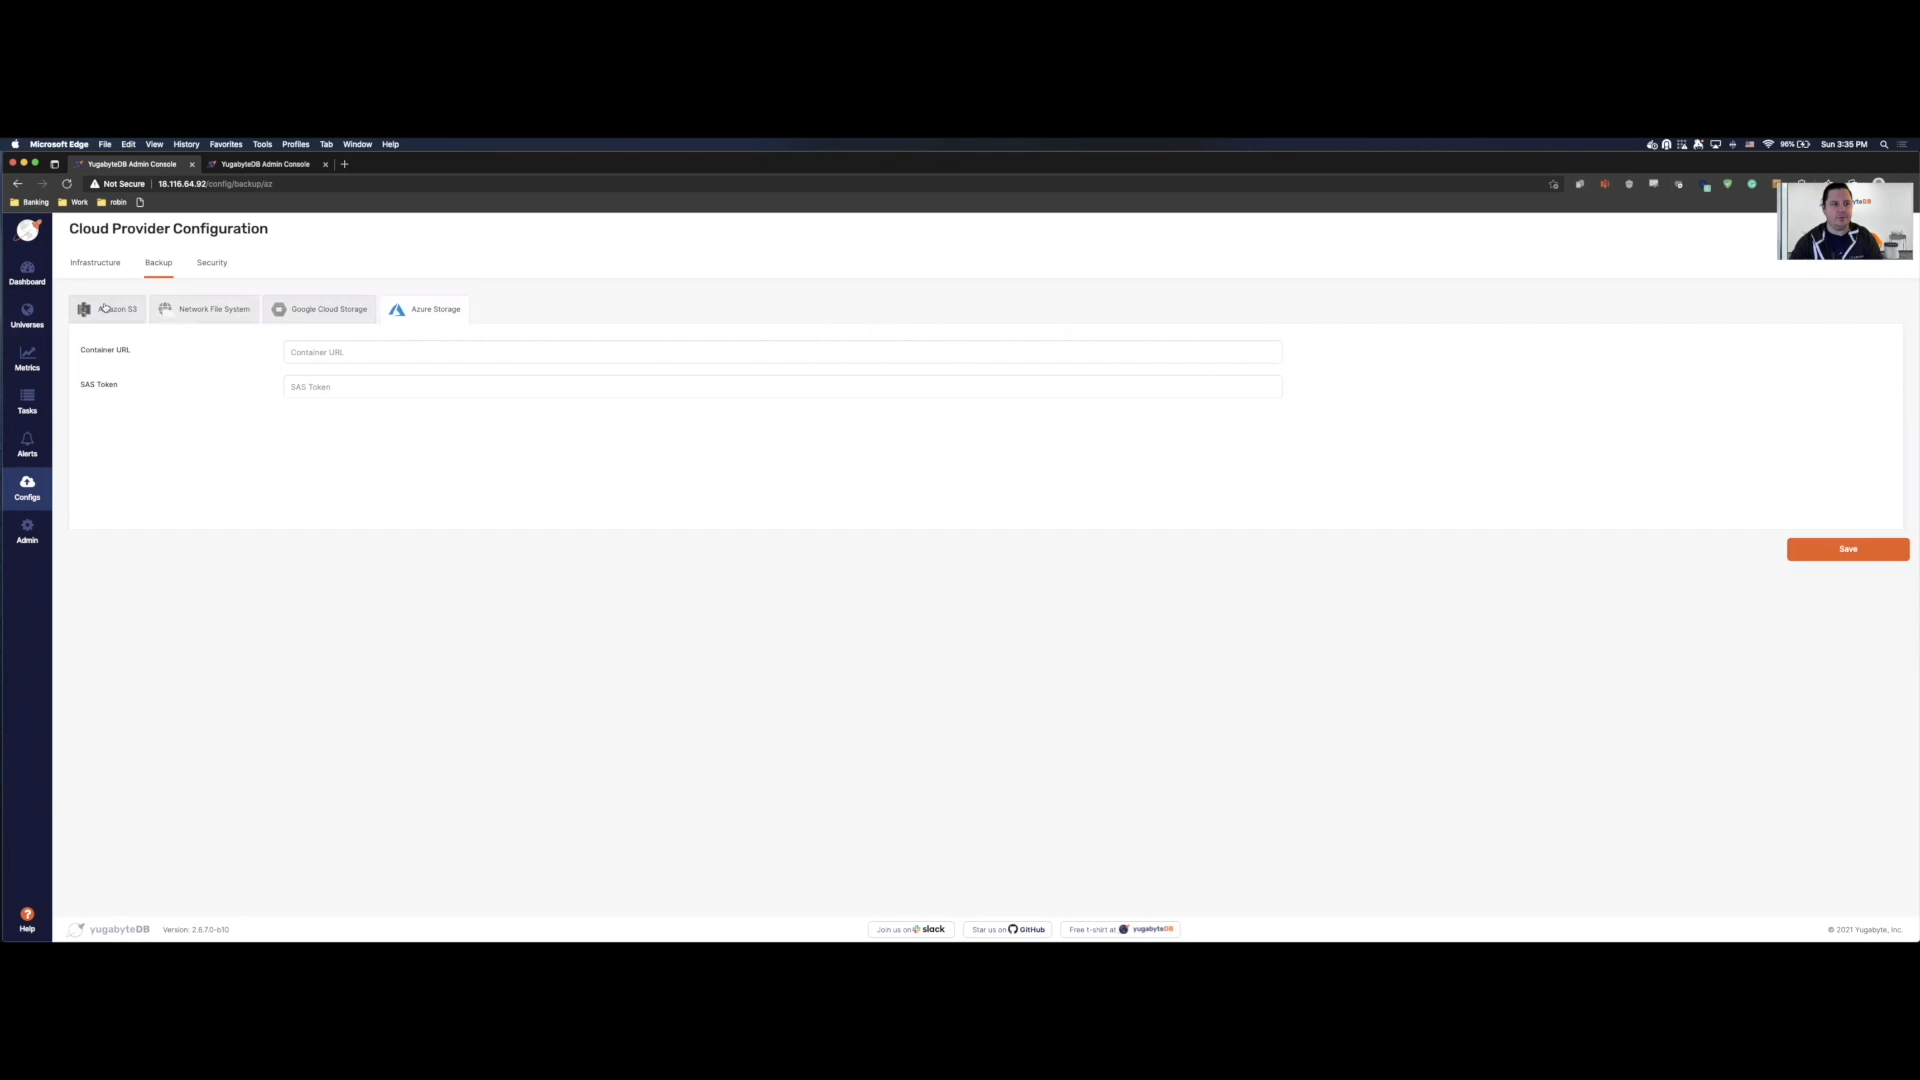 Microsoft Edge File Edit View History Favorites Tools Profiles Tab Window Help 96% Sun 3:35 PM
YugabyteDB Admin Console YugabyteDB Admin Console
Not Secure 18.116.64.92/config/backup/az
Banking Work robin
yteDB
Cloud Provider Configuration
Infrastructure Backup Security
Dashboard
Universes
Metrics
Tasks
Alerts
Configs
Admin
Help
Amazon S3 Network File System Google Cloud Storage Azure Storage
Container URL Container URL
SAS Token SAS Token
Save
yugabyteDB Version: 2.6.7.0-b10
Join us on slack Star us on GitHub Free t-shirt at yugabyteDB
© 2021 Yugabyte, Inc.